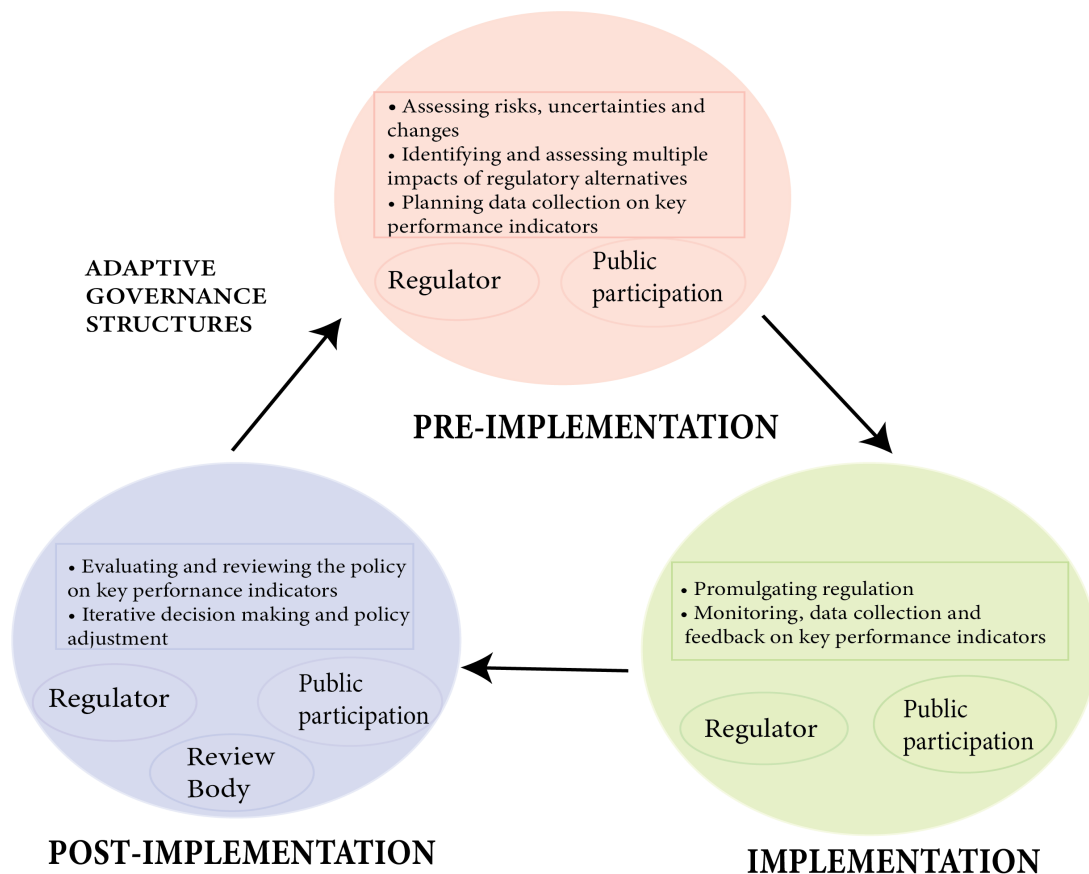 • Assessing risks, uncertainties and
changes
• Identifying and assessing multiple
impacts of regulatory alternatives
• Planning data collection on key
performance indicators
Regulator
Public
participation
ADAPTIVE
GOVERNANCE
STRUCTURES
PRE-IMPLEMENTATION
• Evaluating and reviewing the policy
on key perfornance indicators
• Iterative decision making and policy
adjustment
Regulator
Public
participation
Review
Body
POST-IMPLEMENTATION
• Promulgating regulation
• Monitoring, data collection and
feedback on key performance indicators
Regulator
Public
participation
IMPLEMENTATION